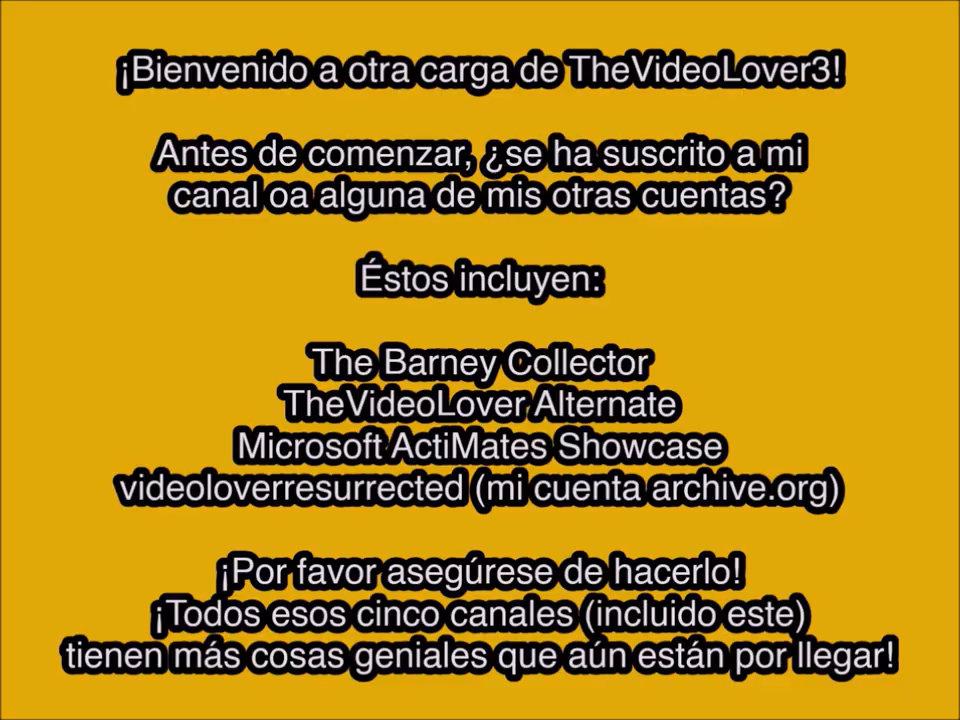 ¡Bienvenido a otra carga de TheVideoLover3!
Antes de comenzar, ¿se ha suscrito a mi
canal oa alguna de mis otras cuentas?
Éstos incluyen:
The Barney Collector
TheVideoLover Alternate
Microsoft ActiMates Showcase
videoloverresurrected (mi cuenta archive.org)
¡Por favor asegúrese de hacerlo!
¡Todos esos cinco canales (incluido este)
tienen más cosas geniales que aún están por llegar!